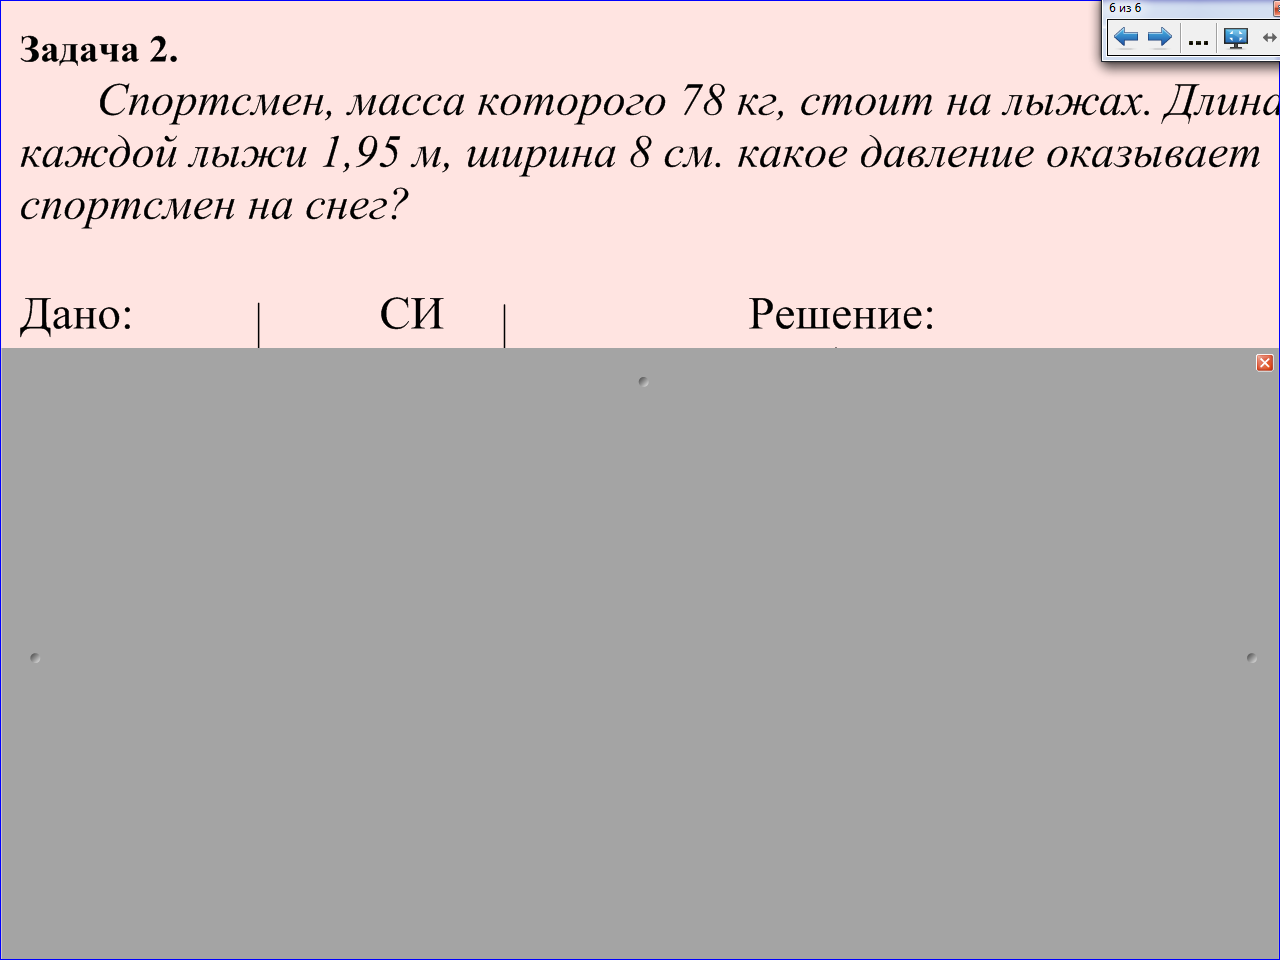 6 из 6
Задача 2.
Спортсмен, масса которого 78 кг, стоит на лыжах. Длина
каждой лыжи 1,95 м, ширина 8 см. какое давление оказывает
спортсмен на снег?
Дано: СИ Решение: